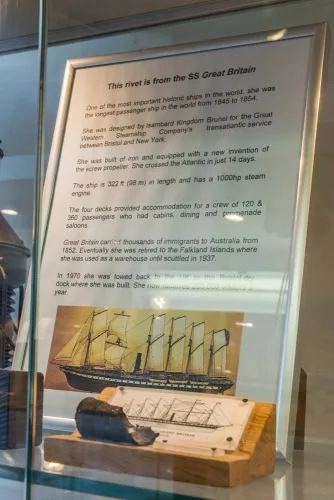 This rivet is from the SS Great Britain
One of the most important historic ships in the world, she was
the longest passenger ship in the world from 1845 to 1854.
She was designed by Isambard Kingdom Brunel for the Great
Western Steamship Company's transatlantic service
between Bristol and New York.
She was built of iron and equipped with a new invention of
the screw propeller. She crossed the Atlantic in just 14 days.
The ship is 322 ft (98 m) in length and has a 1000hp steam
engine.
The four decks provided accommodation for a crew of 120 &
360 passengers who had cabins, dining and promenade
saloons.
Great Britain carried thousands of immigrants to Australia from
1852. Eventually she was retired to the Falkland Islands where
she was used as a warehouse until scuttled in 1937.
In 1970 she was towed back to the UK to the
dock where she was built. She now
year.